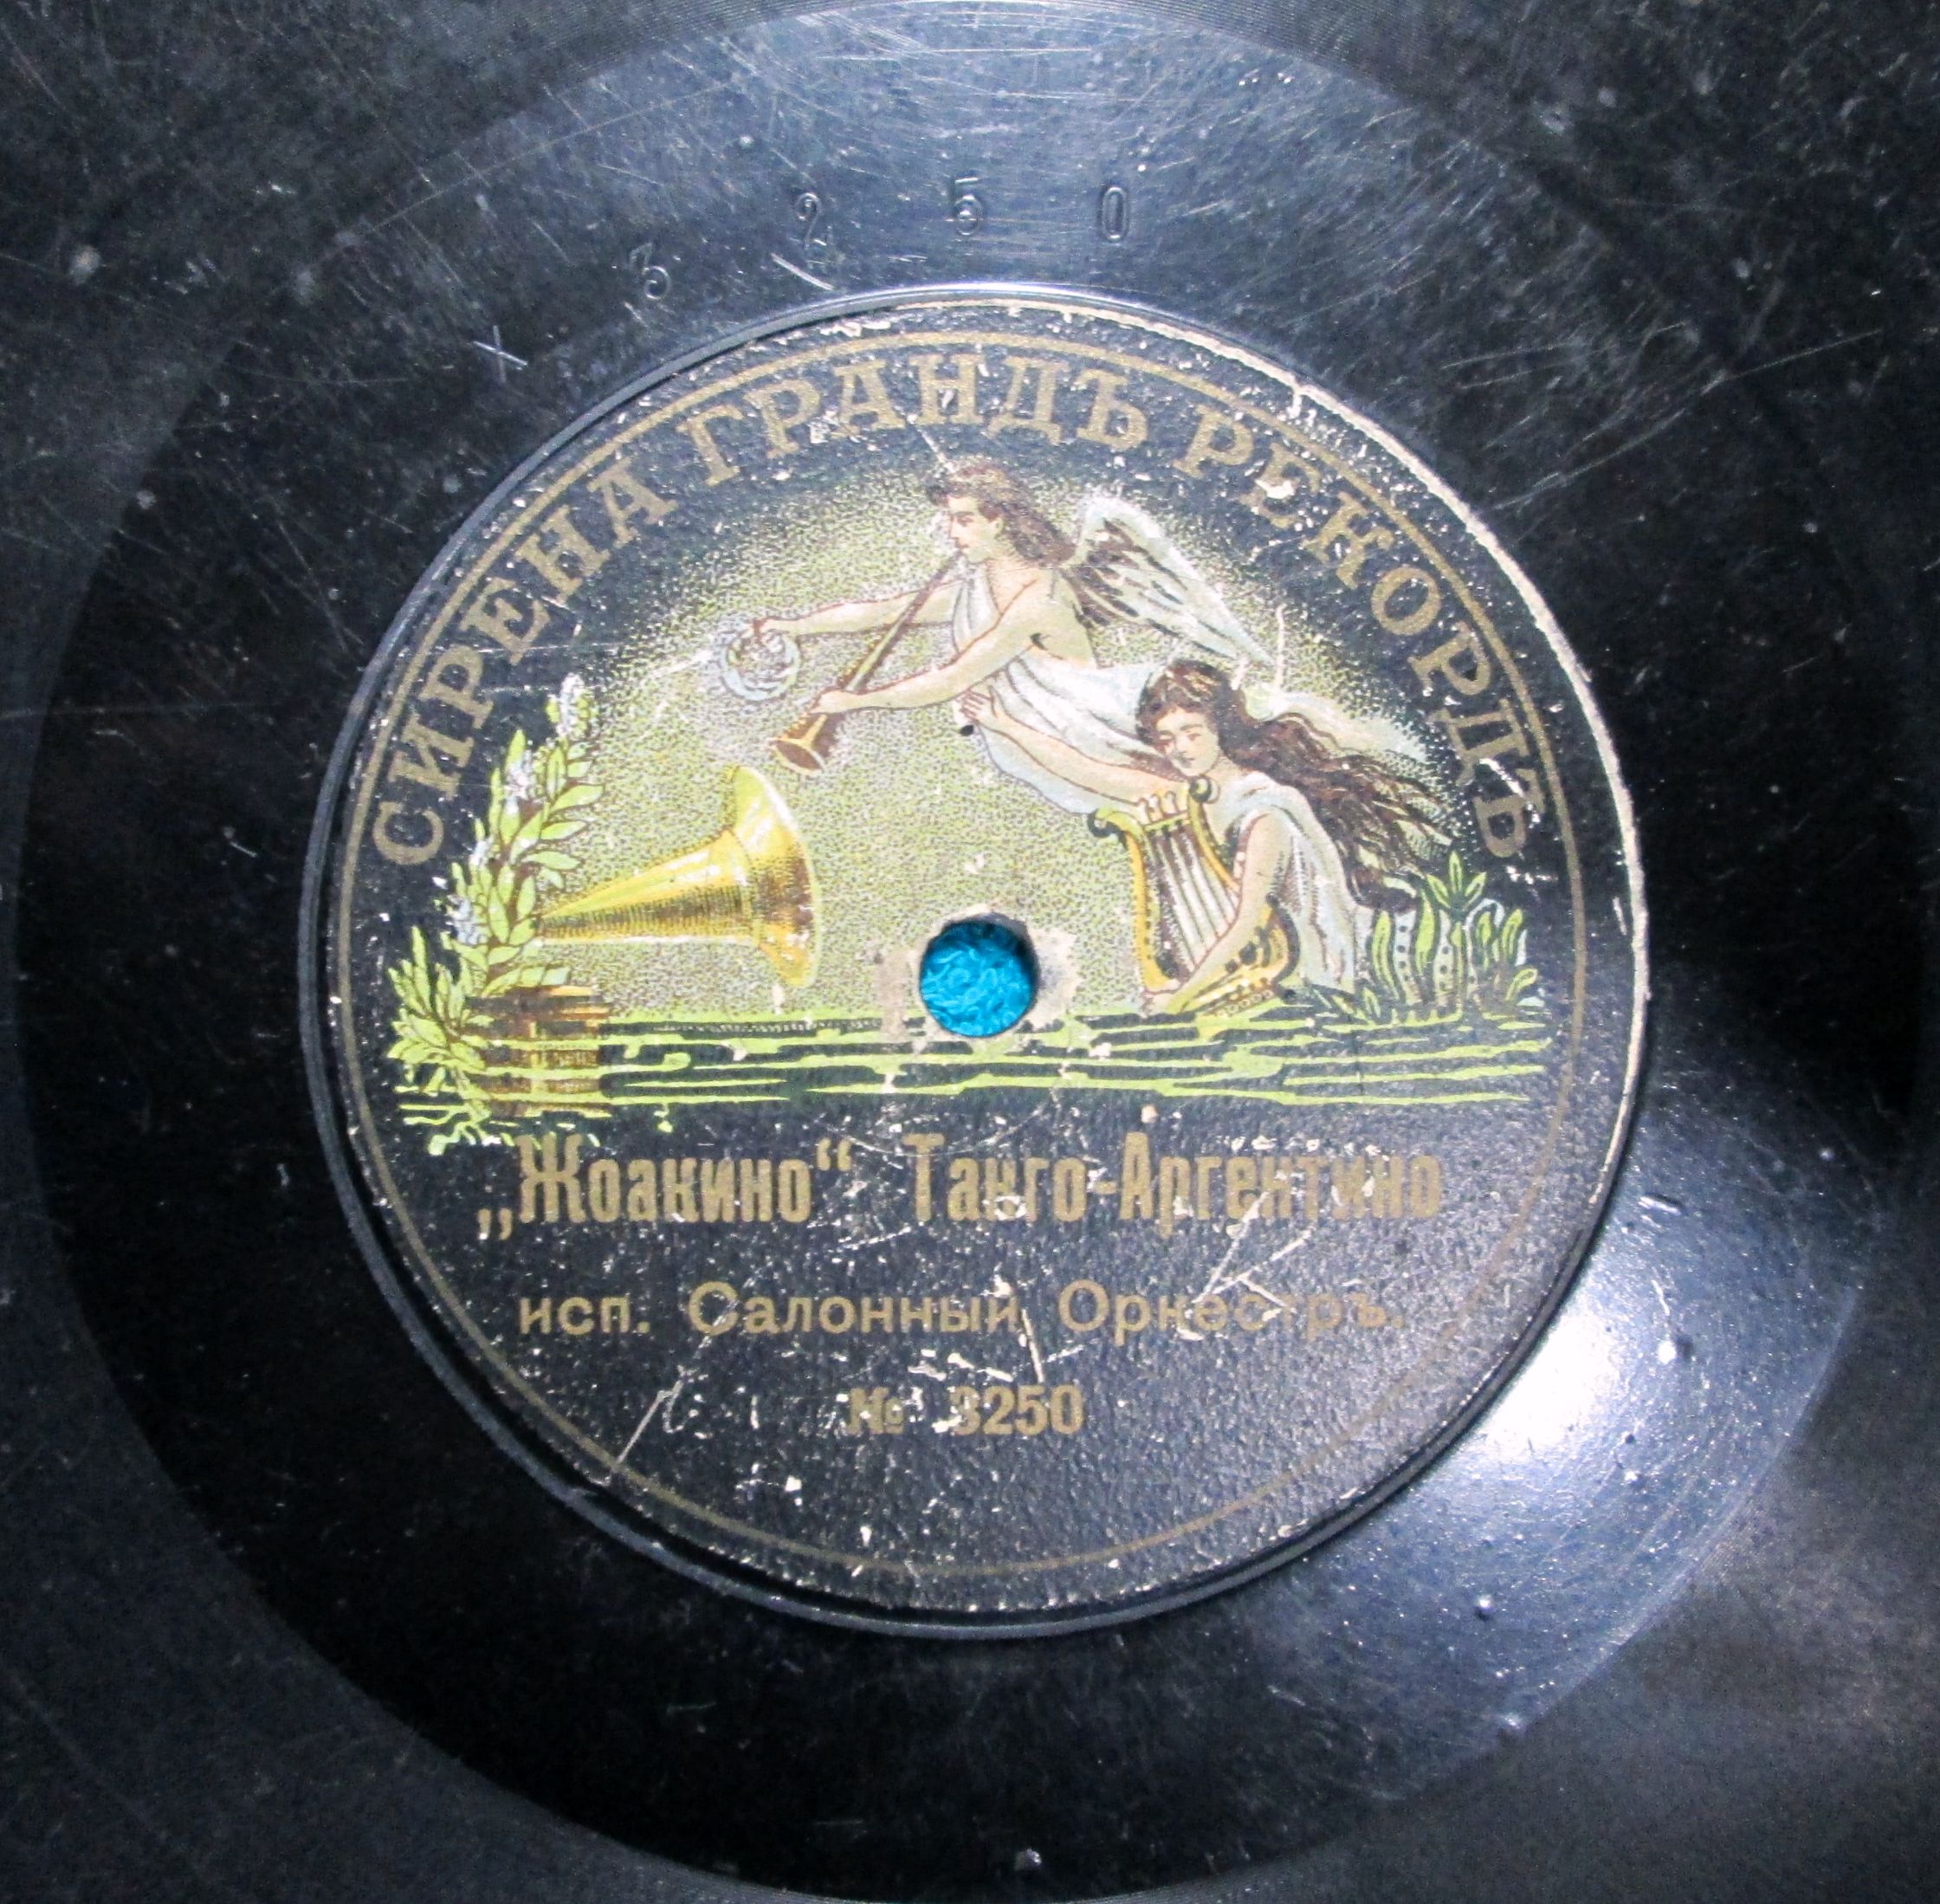 3250
СИРЕНА ГРАНДЪ РЕКОРДЪ
„Жоакино“ Танго-Аргентино
исп. Салонный Оркестръ.
№ 3250